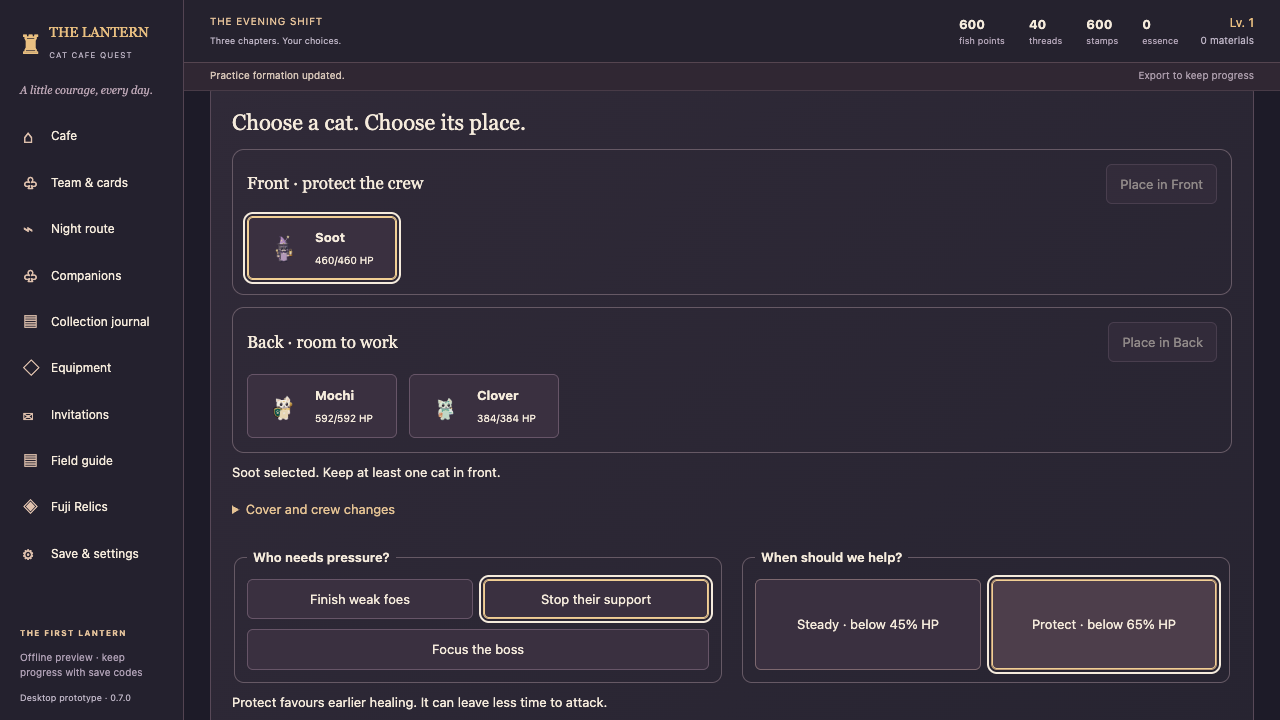 THE LANTERN
CAT CAFE QUEST
A little courage, every day.
Cafe
Team & cards
Night route
Companions
Collection journal
Equipment
Invitations
Field guide
Fuji Relics
Save & settings
THE FIRST LANTERN
Offline preview · keep
progress with save codes
Desktop prototype · 0.7.0
THE EVENING SHIFT
Three chapters. Your choices.
600
fish points
40
threads
600
stamps
0
essence
Lv. 1
0 materials
Practice formation updated.
Export to keep progress
Choose a cat. Choose its place.
Front · protect the crew
Place in Front
Soot
460/460 HP
Back · room to work
Place in Back
Mochi
592/592 HP
Clover
384/384 HP
Soot selected. Keep at least one cat in front.
Cover and crew changes
Who needs pressure?
Finish weak foes
Stop their support
Focus the boss
When should we help?
Steady · below 45% HP
Protect · below 65% HP
Protect favours earlier healing. It can leave less time to attack.